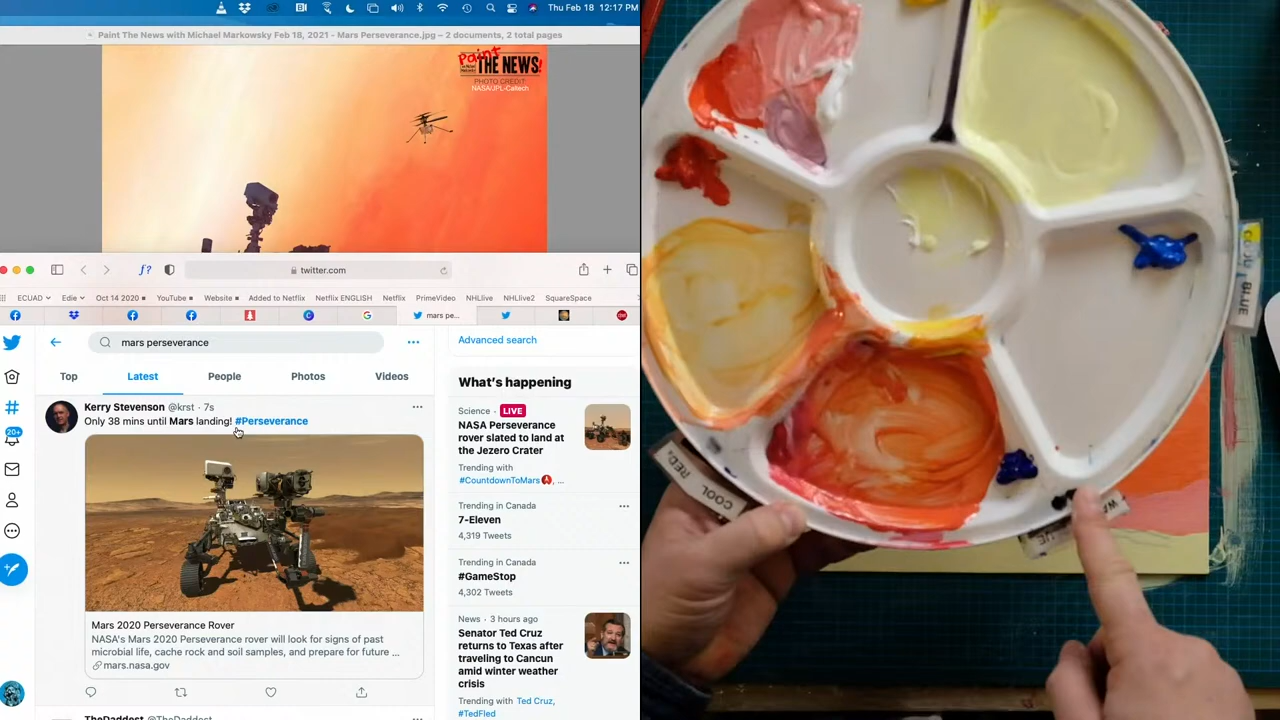 Thu Feb 18 12:17 PM
Paint The News with Michael Markowsky Feb 18, 2021 - Mars Perseverance.jpg – 2 documents, 2 total pages
Paint
THE NEWS!
PHOTO CREDIT
NASA/JPL-Caltech
twitter.com
ECUAD Edie Oct 14 2020 YouTube Website Added to Netflix Netflix ENGLISH Netflix PrimeVideo NHLlive NHLlive2 SquareSpace
mars pe...
mars perseverance
Top Latest People Photos Videos
Kerry Stevenson @krst · 7s
Only 38 mins until Mars landing! #Perseverance
Mars 2020 Perseverance Rover
NASA's Mars 2020 Perseverance rover will look for signs of past
microbial life, cache rock and soil samples, and prepare for future ...
mars.nasa.gov
TheDaddest @TheDaddest
20+
Advanced search
What's happening
Science · LIVE
NASA Perseverance
rover slated to land at
the Jezero Crater
Trending with
#CountdownToMars , ...
Trending in Canada
7-Eleven
4,319 Tweets
Trending in Canada
#GameStop
4,302 Tweets
News · 3 hours ago
Senator Ted Cruz
returns to Texas after
traveling to Cancun
amid winter weather
crisis
Trending with Ted Cruz,
#TedFled
COOL RED
BLUE